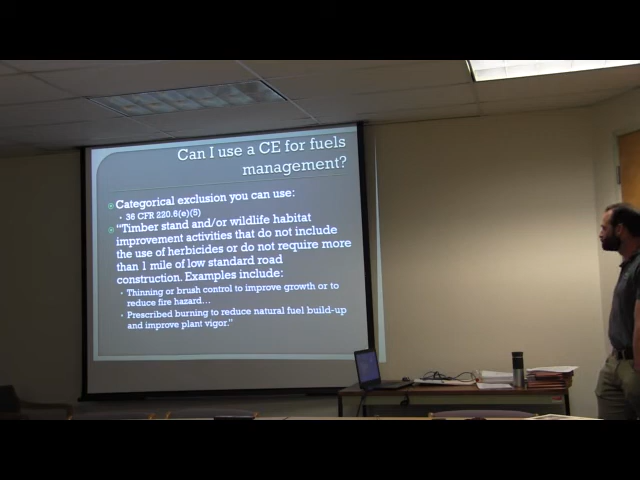 Can I use a CE for fuels
management?
Categorical exclusion you can use:
36 CFR 220.6(e)(5)
"Timber stand and/or wildlife habitat
improvement activities that do not include
the use of herbicides or do not require more
than 1 mile of low standard road
construction. Examples include:
Thinning or brush control to improve growth or to
reduce fire hazard…
Prescribed burning to reduce natural fuel build-up
and improve plant vigor."